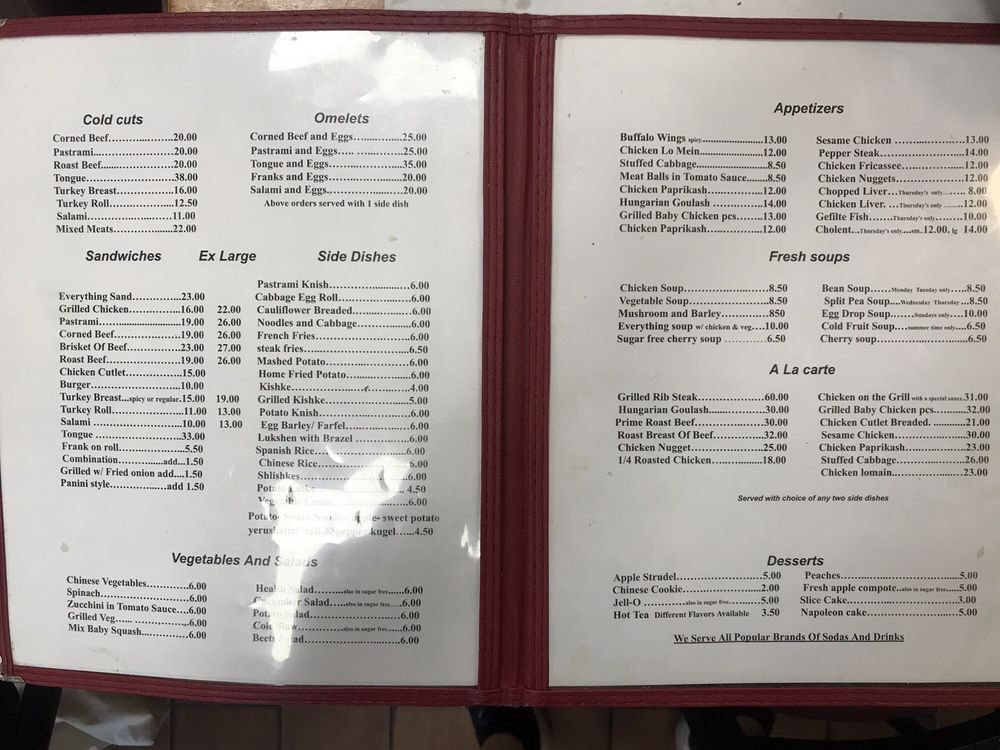 Cold cuts
Corned Beef...............20.00
Pastrami...................20.00
Roast Beef.................20.00
Tongue.....................38.00
Turkey Breast..............16.00
Turkey Roll................12.50
Salami.....................11.00
Mixed Meats................22.00
Omelets
Corned Beef and Eggs...........25.00
Pastrami and Eggs..............25.00
Tongue and Eggs................35.00
Franks and Eggs................20.00
Salami and Eggs................20.00
Above orders served with 1 side dish
Sandwiches Ex Large
Everything Sand.............23.00
Grilled Chicken.............16.00 22.00
Pastrami....................19.00 26.00
Corned Beef.................19.00 26.00
Brisket Of Beef.............23.00 27.00
Roast Beef..................19.00 26.00
Chicken Cutlet..............15.00
Burger......................10.00
Turkey Breast...spicy or regular.15.00 19.00
Turkey Roll.................11.00 13.00
Salami......................10.00 13.00
Tongue......................33.00
Frank on roll...............5.50
Combination............add...1.50
Grilled w/ Fried onion add....1.50
Panini style...............add 1.50
Side Dishes
Pastrami Knish..................6.00
Cabbage Egg Roll................6.00
Cauliflower Breaded.............6.00
Noodles and Cabbage.............6.00
French Fries....................6.00
steak fries.....................6.50
Mashed Potato...................6.00
Home Fried Potato...............6.00
Kishke..........................4.00
Grilled Kishke..................5.00
Potato Knish....................6.00
Egg Barley/ Farfel..............6.00
Lukshen with Brazel.............6.00
Spanish Rice....................6.00
Chinese Rice....................6.00
Shlishkes.......................6.00
4.50
6.00
Potato- Sweet Noodle- apple- sweet potato
salt &pepper kugel......4.50
Vegetables And Salads
Chinese Vegetables............6.00
Spinach.......................6.00
Zucchini in Tomato Sauce....6.00
Grilled Veg...................6.00
Mix Baby Squash...............6.00
Health Salad.....also in sugar free......6.00
Cucumber Salad....also in sugar free....6.00
Potato Salad..................6.00
Cole Slaw......also in sugar free.....6.00
Beets Salad...................6.00
Appetizers
Buffalo Wings spicy...............13.00
Chicken Lo Mein................12.00
Stuffed Cabbage................8.50
Meat Balls in Tomato Sauce.......8.50
Chicken Paprikash..............12.00
Hungarian Goulash..............14.00
Grilled Baby Chicken pcs.......13.00
Chicken Paprikash..............12.00
Sesame Chicken.................13.00
Pepper Steak...................14.00
Chicken Fricassee..............12.00
Chicken Nuggets................12.00
Chopped Liver...Thursday's only...... 8.00
Chicken Liver. ...Thursday's only ......12.00
Gefilte Fish......Thursday's only......10.00
Cholent...Thursday's only....sm..12.00. lg 14.00
Fresh soups
Chicken Soup...................8.50
Vegetable Soup.................8.50
Mushroom and Barley............850
Everything soup w/ chicken & veg....10.00
Sugar free cherry soup.........6.50
Bean Soup......Monday Tuesday only.....8.50
Split Pea Soup....Wednesday Thursday ...8.50
Egg Drop Soup......Sundays only......10.00
Cold Fruit Soup....summer time only....6.50
Cherry soup....................6.50
A La carte
Grilled Rib Steak..............60.00
Hungarian Goulash..............30.00
Prime Roast Beef...............30.00
Roast Breast Of Beef...........32.00
Chicken Nugget.................25.00
1/4 Roasted Chicken............18.00
Chicken on the Grill with a special sauce.31.00
Grilled Baby Chicken pcs.......32.00
Chicken Cutlet Breaded. .......21.00
Sesame Chicken.................30.00
Chicken Paprikash..............23.00
Stuffed Cabbage................26.00
Chicken lomain.................23.00
Served with choice of any two side dishes
Desserts
Apple Strudel..................5.00
Chinese Cookie.................2.00
Jell-O ..........also in sugar free.......5.00
Hot Tea Different Flavors Available 3.50
Peaches........................5.00
Fresh apple compote....also in sugar free.....5.00
Slice Cake.....................3.00
Napoleon cake..................5.00
We Serve All Popular Brands Of Sodas And Drinks